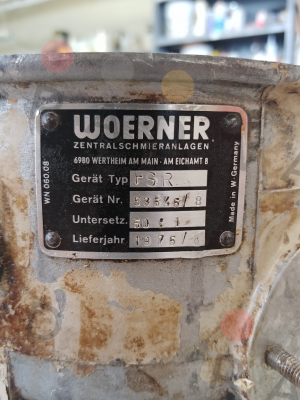 WOERNER
ZENTRALSCHMIERANLAGEN
6980 WERTHEIM AM MAIN · AM EICHAMT 8
Gerät Typ FSR
Gerät Nr.
Untersetz.
Lieferjahr
WN 060.08
Made in W. Germany